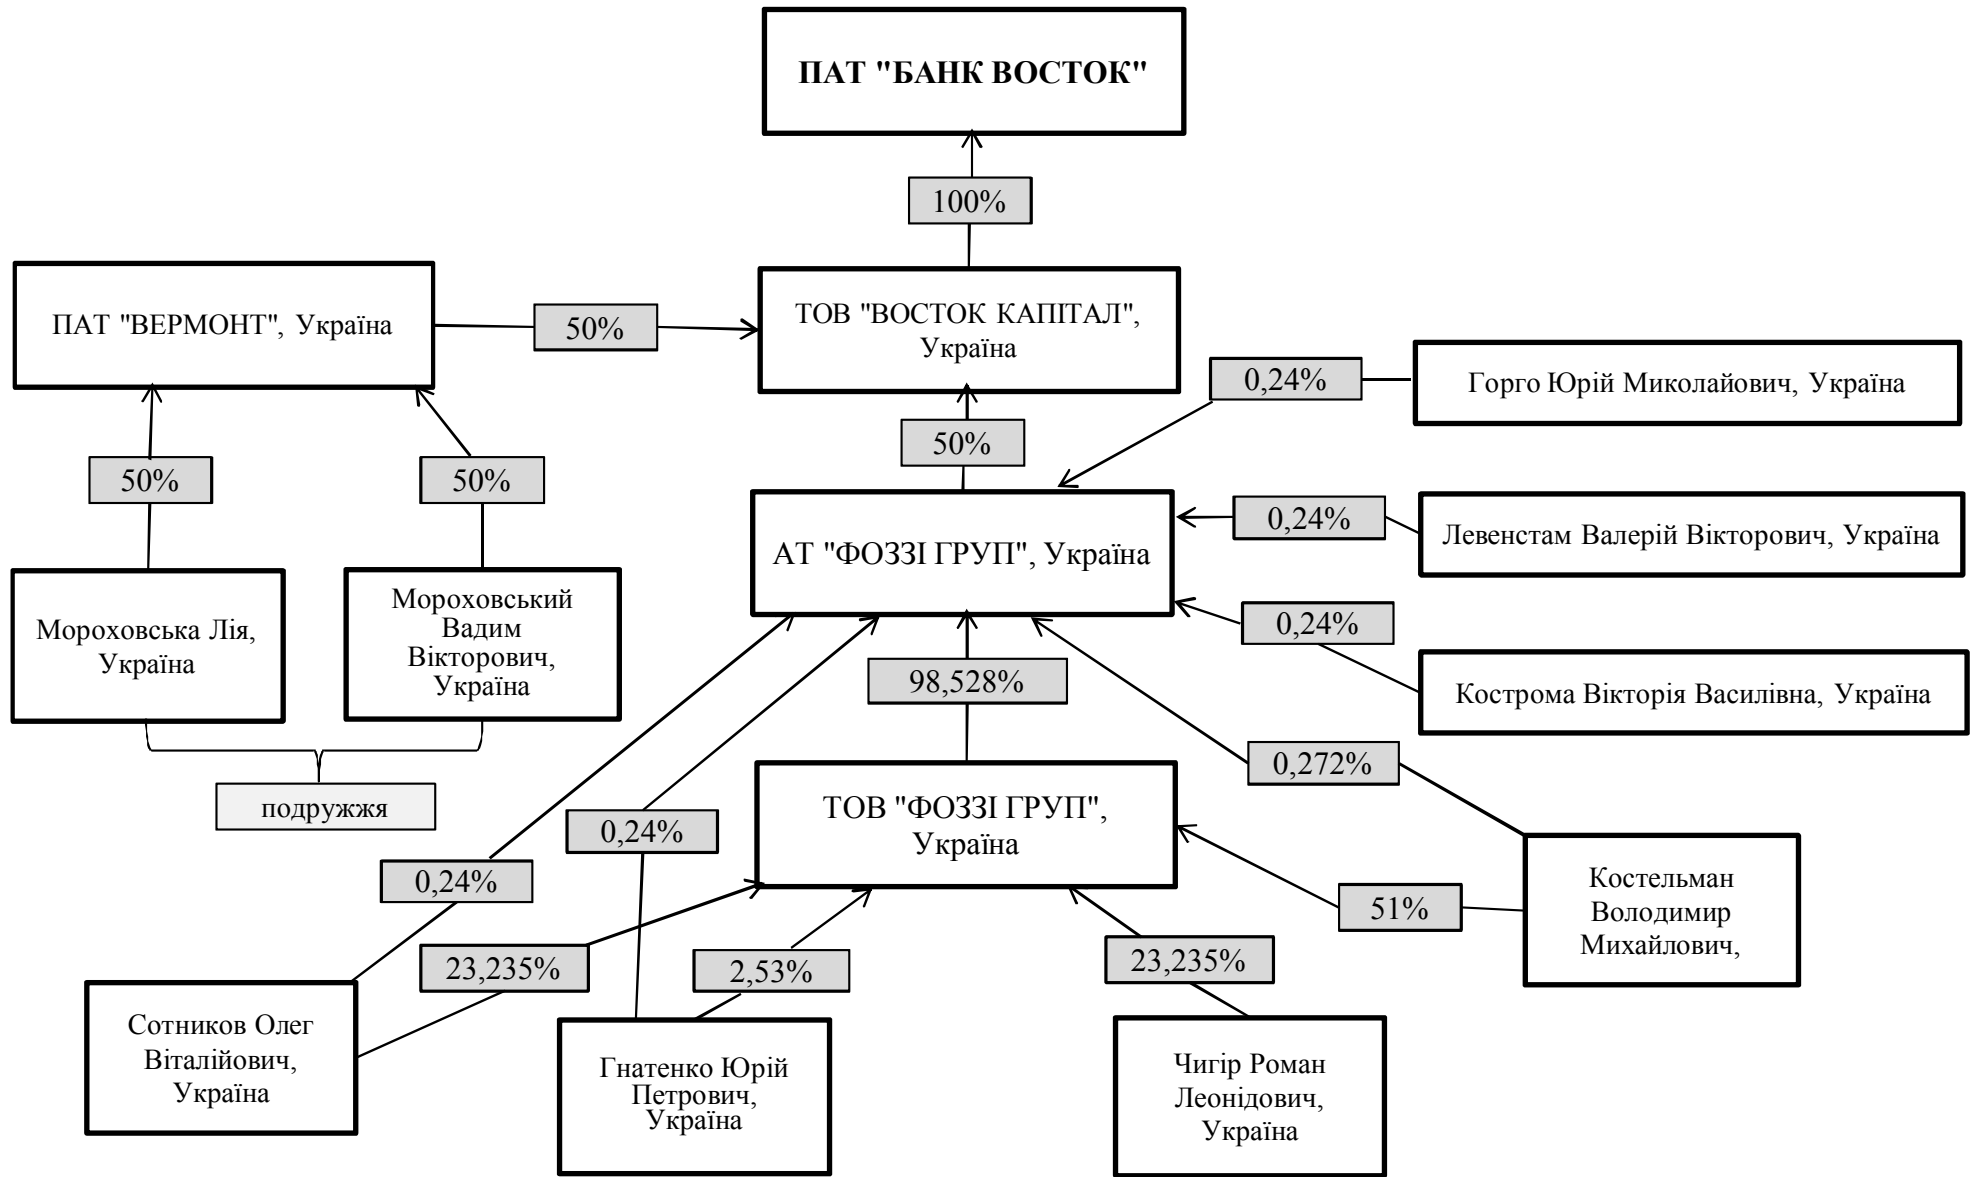 ПАТ "БАНК ВОСТОК"
100%
ПАТ "ВЕРМОНТ", Україна
50%
ТОВ "ВОСТОК КАПІТАЛ",
Україна
0,24%
Горго Юрій Миколайович, Україна
50%
50%
50%
0,24%
Левенстам Валерій Вікторович, Україна
АТ "ФОЗЗІ ГРУП", Україна
Мороховська Лія,
Україна
Мороховський
Вадим
Вікторович,
Україна
0,24%
Кострома Вікторія Василівна, Україна
98,528%
0,272%
подружжя
ТОВ "ФОЗЗІ ГРУП",
Україна
0,24%
0,24%
51%
Костельман
Володимир
Михайлович,
23,235%
2,53%
23,235%
Сотников Олег
Віталійович,
Україна
Гнатенко Юрій
Петрович,
Україна
Чигір Роман
Леонідович,
Україна